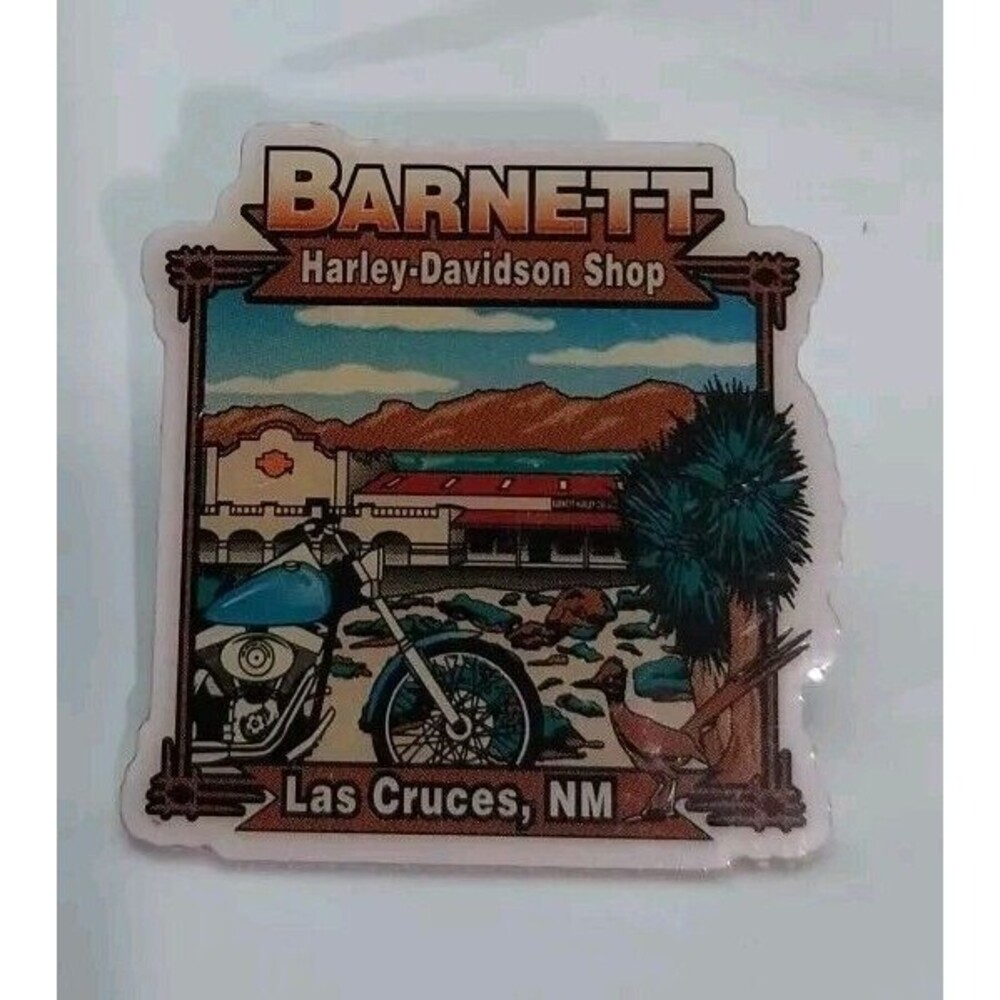 BARNETT
Harley-Davidson Shop
Las Cruces, NM